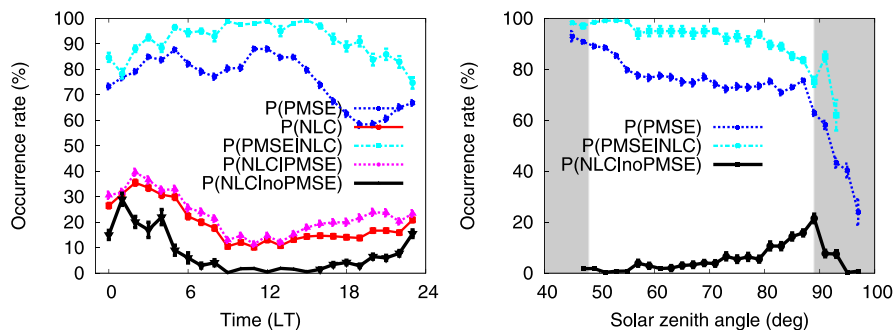 Occurrence rate (%)
100
90
80
70
60
50
40
30
20
10
0
P(PMSE)
P(NLC)
P(PMSE|NLC)
P(NLC|PMSE)
P(NLC|noPMSE)
0 6 12 18 24
Time (LT)
Occurrence rate (%)
100
80
60
40
20
0
P(PMSE)
P(PMSE|NLC)
P(NLC|noPMSE)
40 50 60 70 80 90 100
Solar zenith angle (deg)